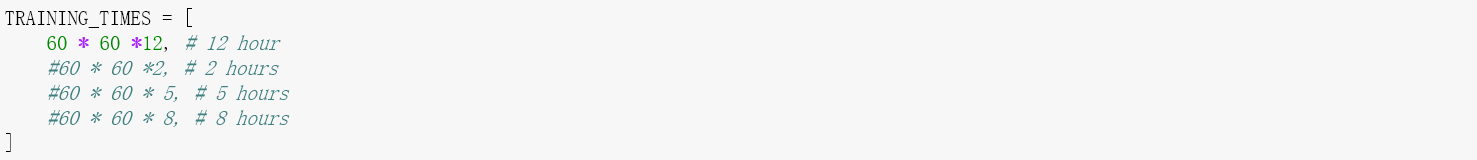 TRAINING_TIMES = [
    60 * 60 *12, # 12 hour
    #60 * 60 *2, # 2 hours
    #60 * 60 * 5, # 5 hours
    #60 * 60 * 8, # 8 hours
]